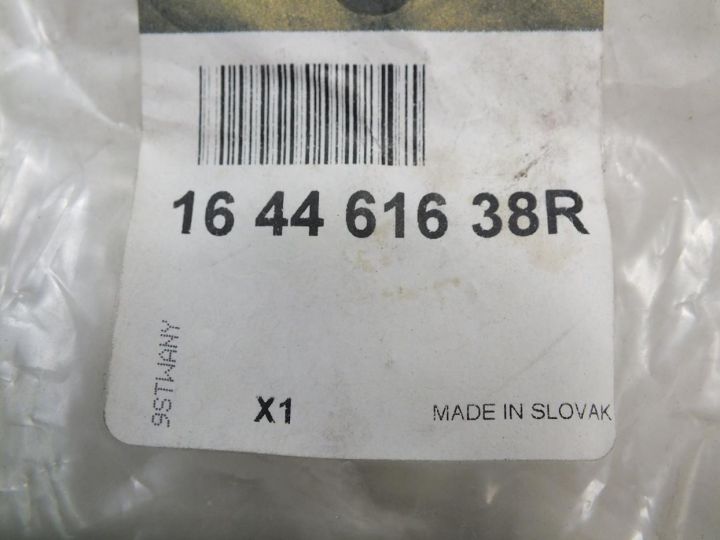 16 44 616 38R
9STWANY
X1
MADE IN SLOVAK